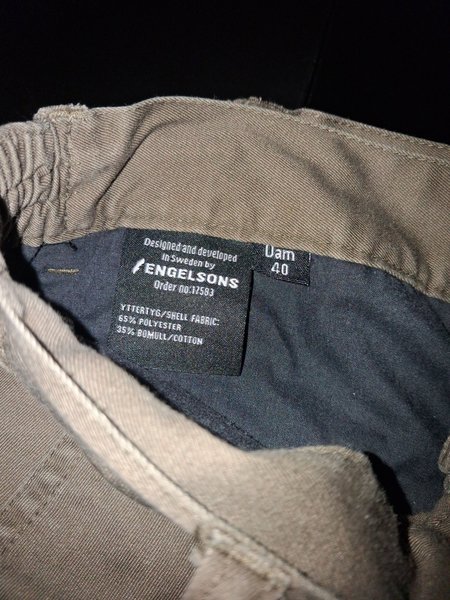 Designed and developed
in Sweden by
ENGELSONS
Order no:17583
YTTERTYG/SHELL FABRIC:
65% POLYESTER
35% BOMULL/COTTON
Dam
40